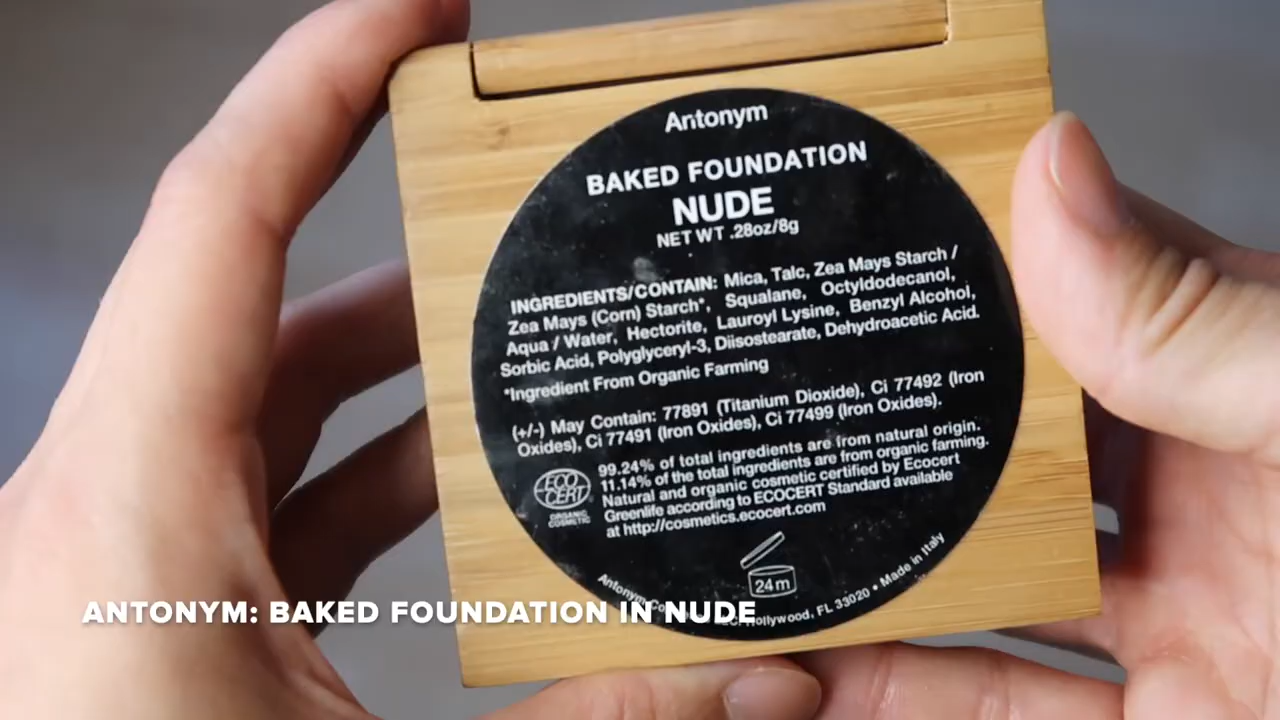 Antonym
BAKED FOUNDATION
NUDE
NET WT .28oz/8g
INGREDIENTS/CONTAIN: Mica, Talc, Zea Mays Starch /
Zea Mays (Corn) Starch*, Squalane, Octyldodecanol,
Aqua / Water, Hectorite, Lauroyl Lysine, Benzyl Alcohol,
Sorbic Acid, Polyglyceryl-3, Diisostearate, Dehydroacetic Acid.
*Ingredient From Organic Farming
(+/-) May Contain: 77891 (Titanium Dioxide), Ci 77492 (Iron
Oxides), Ci 77491 (Iron Oxides), Ci 77499 (Iron Oxides).
99.24% of total ingredients are from natural origin.
11.14% of the total ingredients are from organic farming.
Natural and organic cosmetic certified by Ecocert
Greenlife according to ECOCERT Standard available
at http://cosmetics.ecocert.com
ECO
CERT
ORGANIC
COSMETIC
24m
Antonym Hollywood, FL 33020 • Made in Italy
ANTONYM: BAKED FOUNDATION IN NUDE